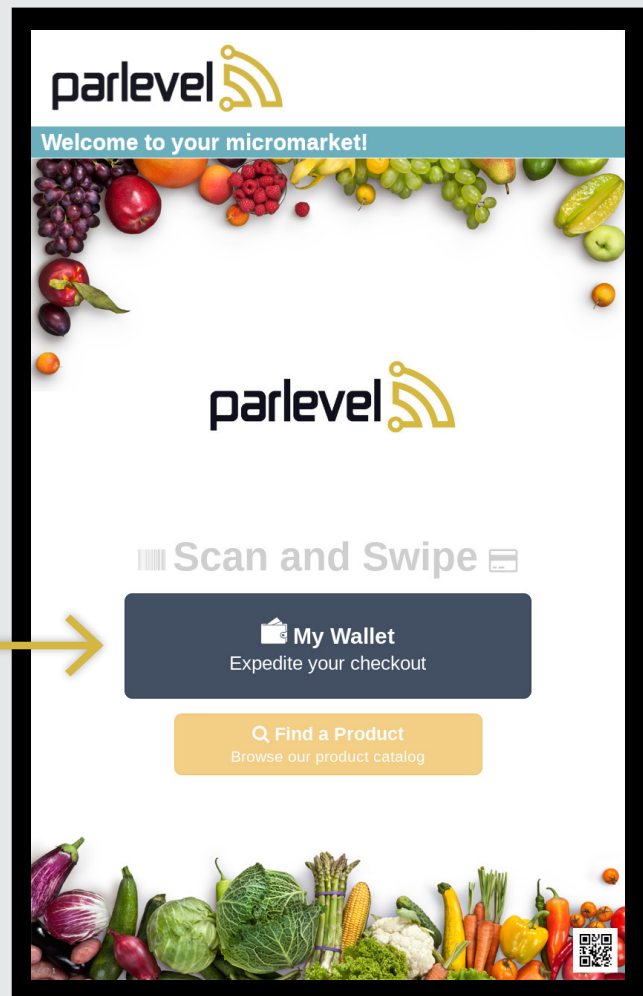 parlevel
Welcome to your micromarket!
parlevel
Scan and Swipe
My Wallet
Expedite your checkout
Find a Product
Browse our product catalog